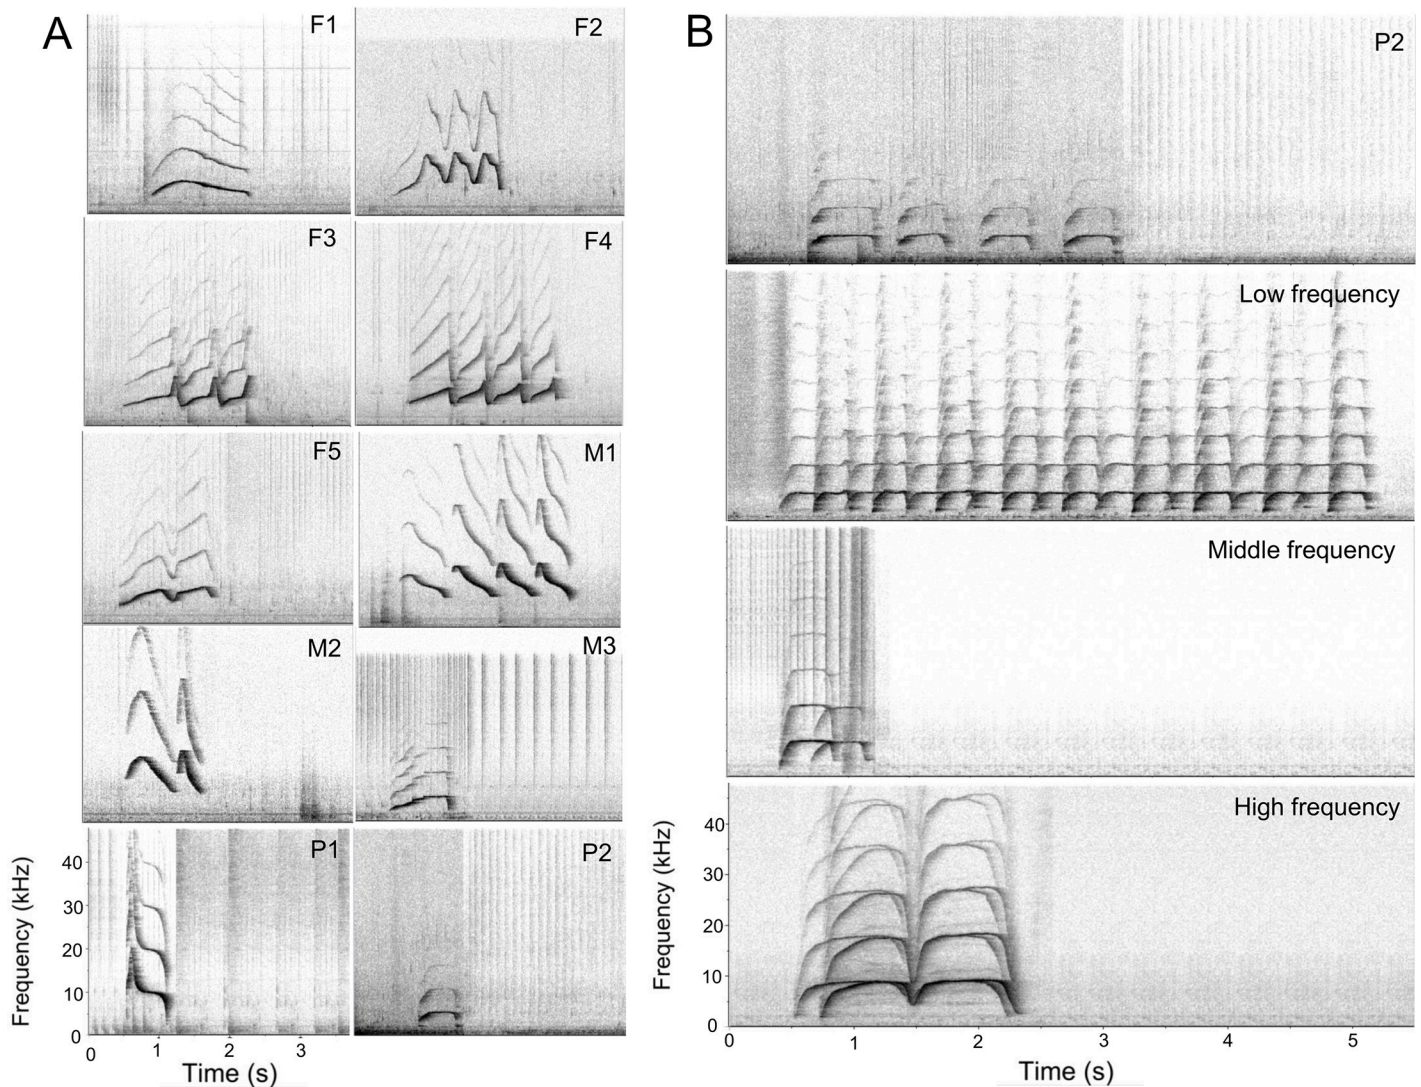 A
F1
F2
F3
F4
F5
M1
M2
M3
P1
P2
Frequency (kHz)
40
30
20
10
0
0 1 2 3
Time (s)
B
P2
Low frequency
Middle frequency
High frequency
Frequency (kHz)
40
30
20
10
0
0 1 2 3 4 5
Time (s)